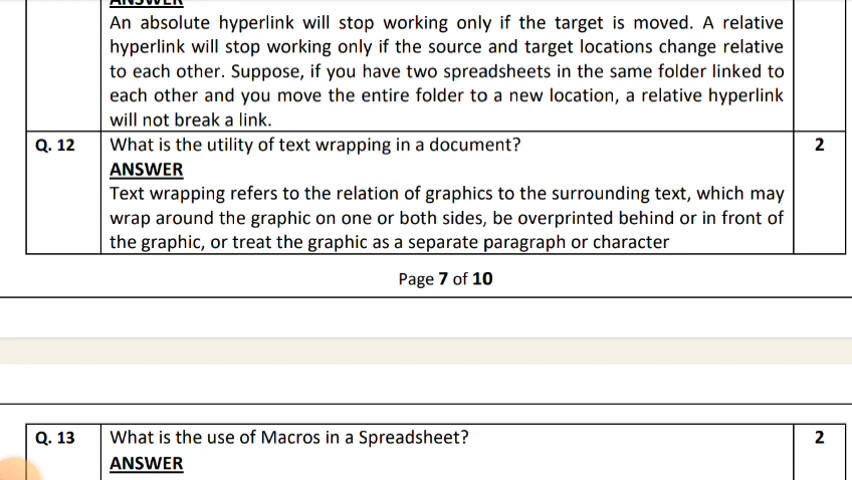 ANSWER
An absolute hyperlink will stop working only if the target is moved. A relative
hyperlink will stop working only if the source and target locations change relative
to each other. Suppose, if you have two spreadsheets in the same folder linked to
each other and you move the entire folder to a new location, a relative hyperlink
will not break a link.
Q. 12 What is the utility of text wrapping in a document? 2
ANSWER
Text wrapping refers to the relation of graphics to the surrounding text, which may
wrap around the graphic on one or both sides, be overprinted behind or in front of
the graphic, or treat the graphic as a separate paragraph or character
Page 7 of 10
Q. 13 What is the use of Macros in a Spreadsheet? 2
ANSWER